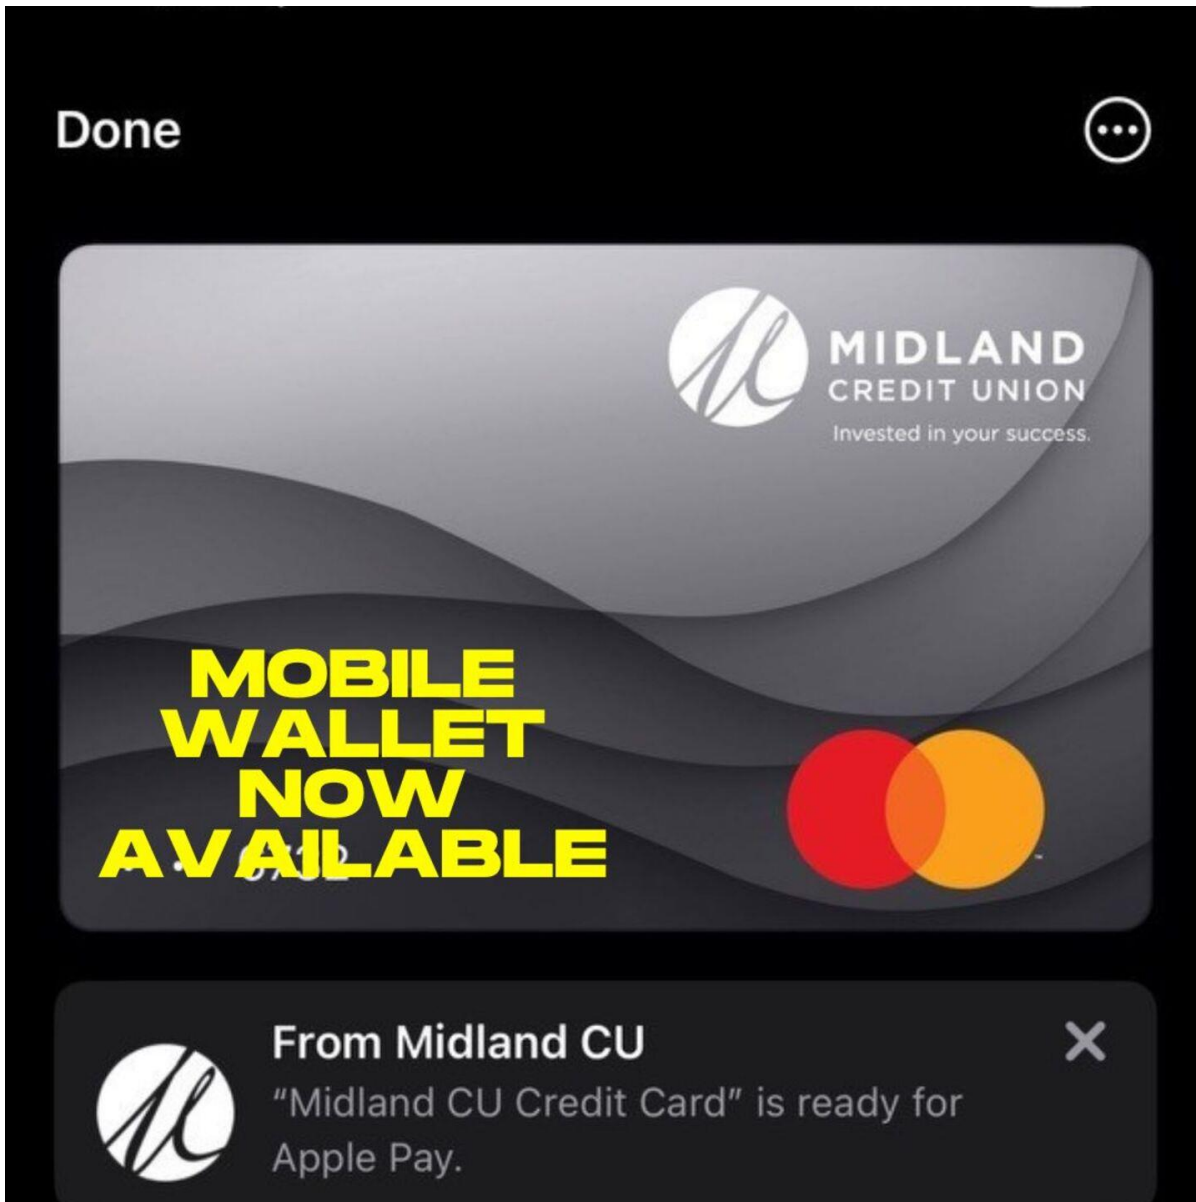 Done
MIDLAND
CREDIT UNION
Invested in your success.
MOBILE
WALLET
NOW
AVAILABLE
From Midland CU
“Midland CU Credit Card” is ready for
Apple Pay.